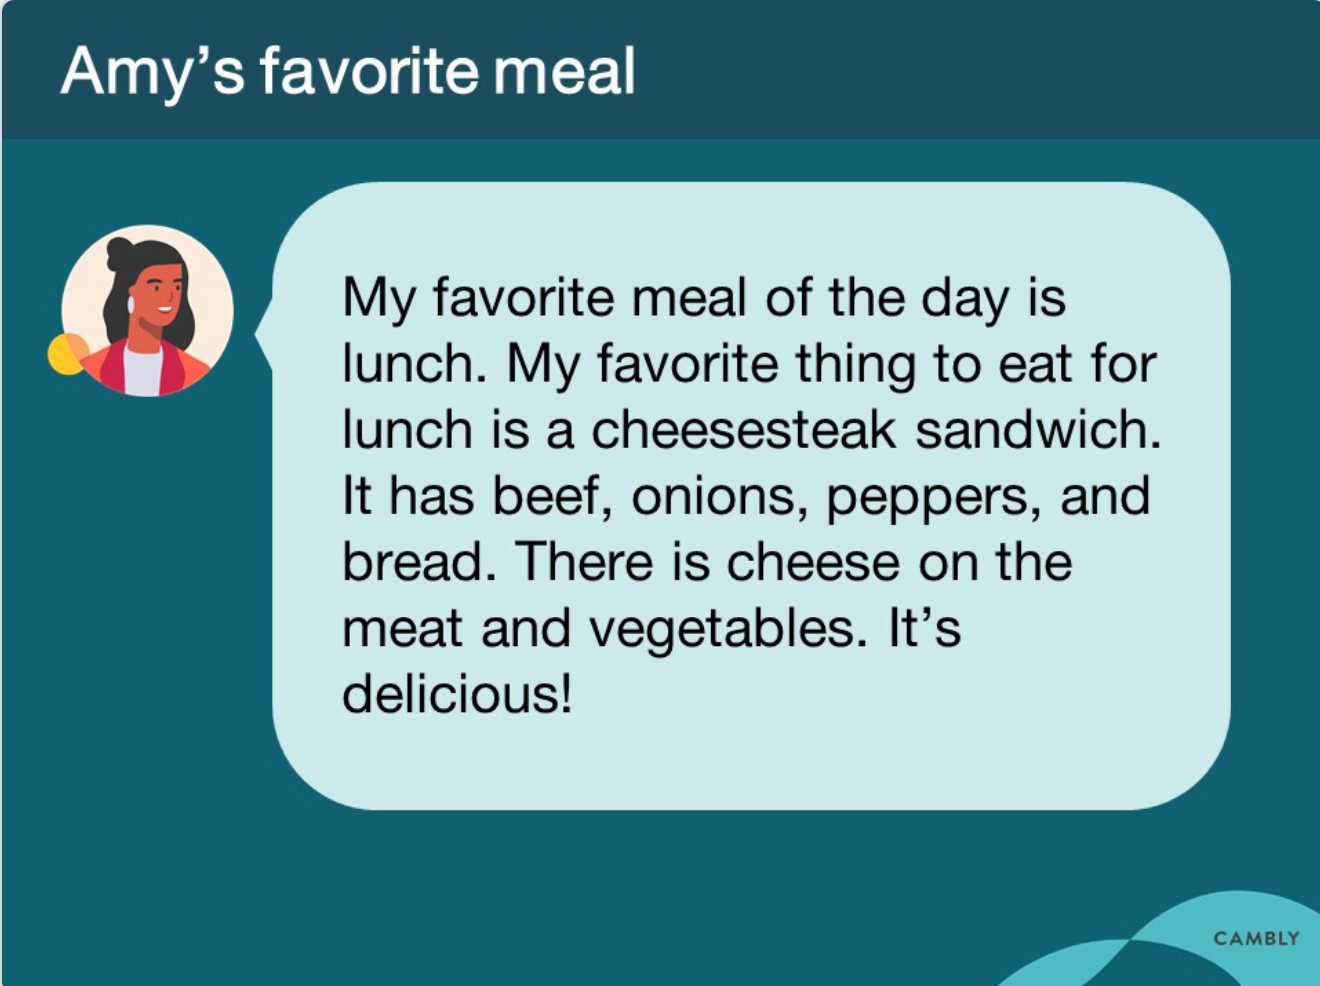 Amy’s favorite meal
My favorite meal of the day is
lunch. My favorite thing to eat for
lunch is a cheesesteak sandwich.
It has beef, onions, peppers, and
bread. There is cheese on the
meat and vegetables. It’s
delicious!
CAMBLY